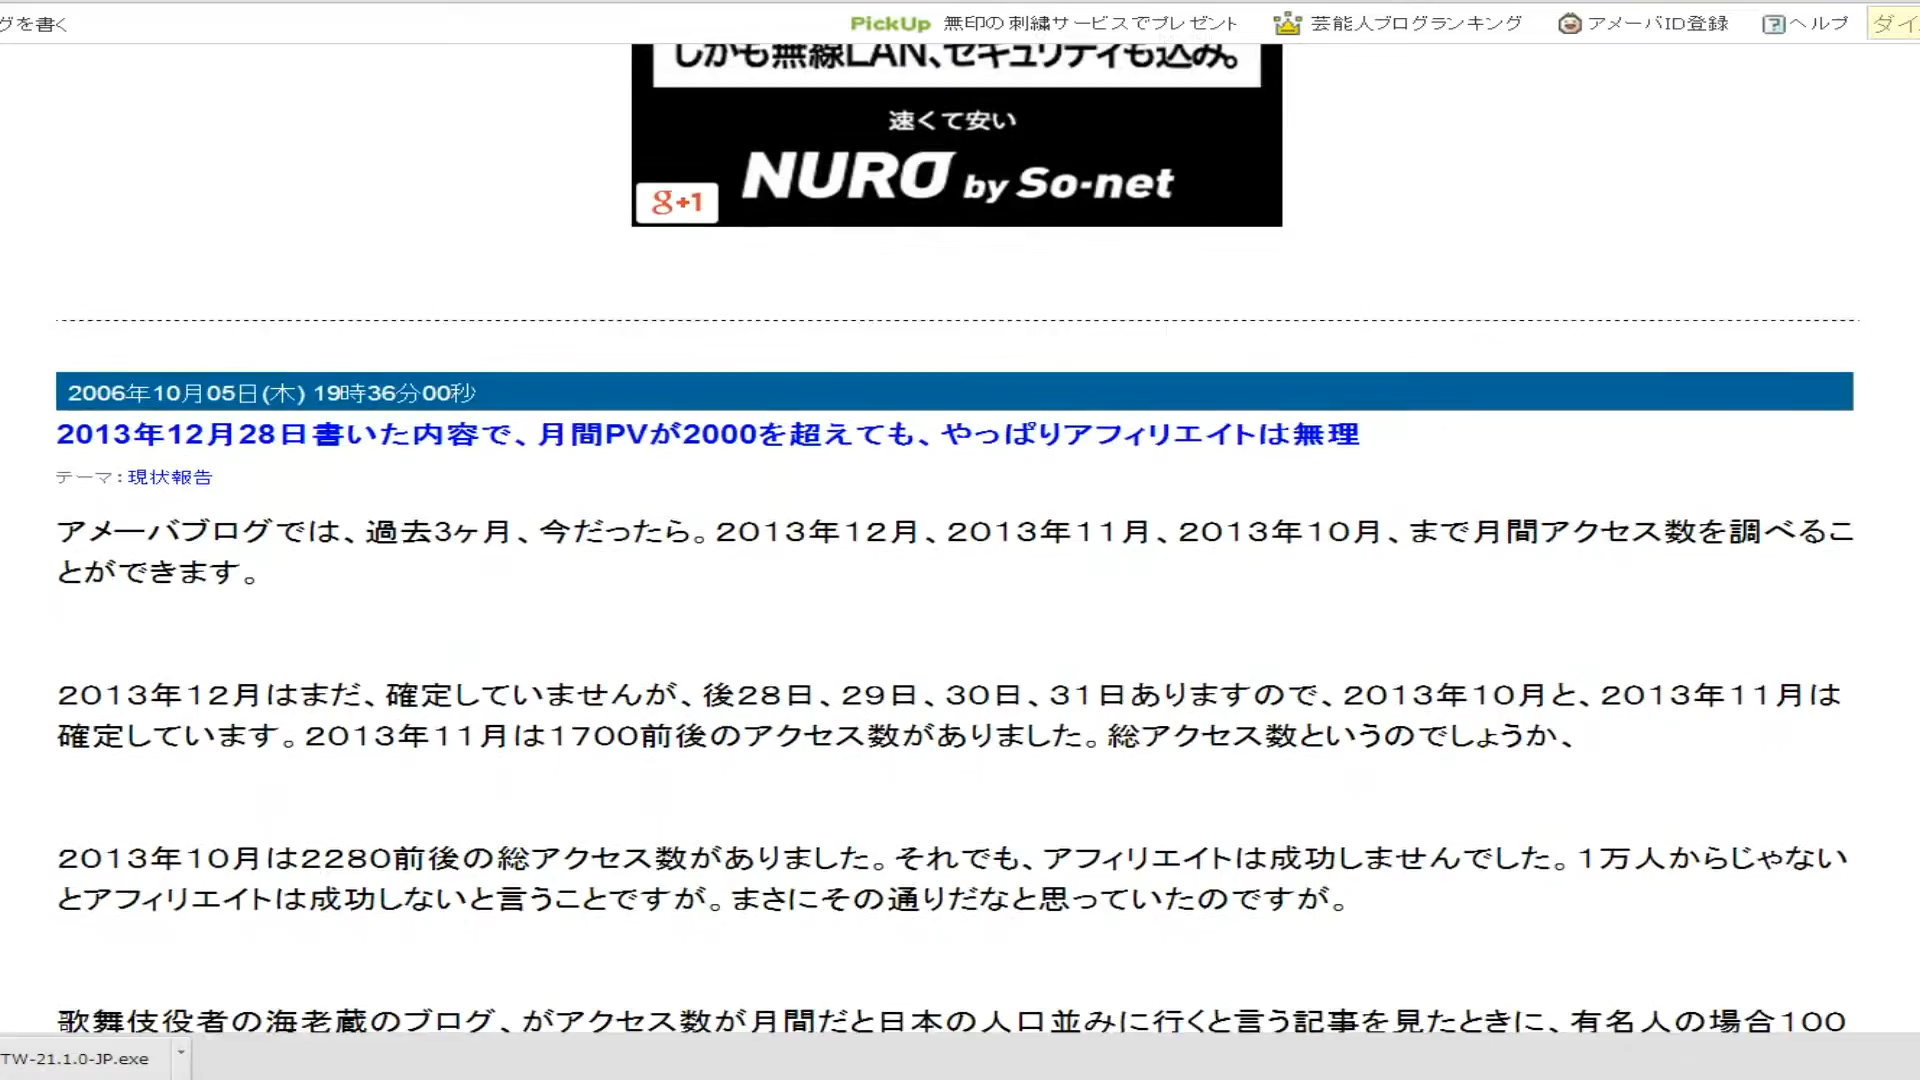 グを書く
PickUp 無印の刺繍サービスでプレゼント 芸能人ブログランキング アメーバID登録 ? ヘルプ ダイ
しかも無線LAN、セキュリティも込み。
速くて安い
NURO by So-net
g+1
2006年10月05日(木) 19時36分00秒
2013年12月28日書いた内容で、月間PVが2000を超えても、やっぱりアフィリエイトは無理
テーマ：現状報告
アメーバブログでは、過去3ヶ月、今だったら。２０１３年１２月、２０１３年１１月、２０１３年１０月、まで月間アクセス数を調べるこ
とができます。
２０１３年１２月はまだ、確定していませんが、後２８日、２９日、３０日、３１日ありますので、２０１３年１０月と、２０１３年１１月は
確定しています。２０１３年１１月は１７００前後のアクセス数がありました。総アクセス数というのでしょうか、
２０１３年１０月は２２８０前後の総アクセス数がありました。それでも、アフィリエイトは成功しませんでした。１万人からじゃない
とアフィリエイトは成功しないと言うことですが。まさにその通りだなと思っていたのですが。
歌舞伎役者の海老蔵のブログ、がアクセス数が月間だと日本の人口並みに行くと言う記事を見たときに、有名人の場合１００
TW-21.1.0-JP.exe